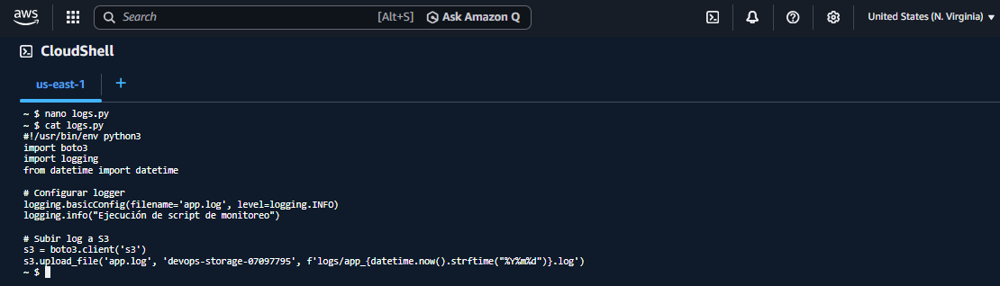 aws
Search [Alt+S] Ask Amazon Q United States (N. Virginia)
CloudShell
us-east-1 +
~ $ nano logs.py
~ $ cat logs.py
#!/usr/bin/env python3
import boto3
import logging
from datetime import datetime
# Configurar logger
logging.basicConfig(filename='app.log', level=logging.INFO)
logging.info("Ejecución de script de monitoreo")
# Subir log a S3
s3 = boto3.client('s3')
s3.upload_file('app.log', 'devops-storage-07097795', f'logs/app_{datetime.now().strftime("%Y%m%d")}.log')
~ $